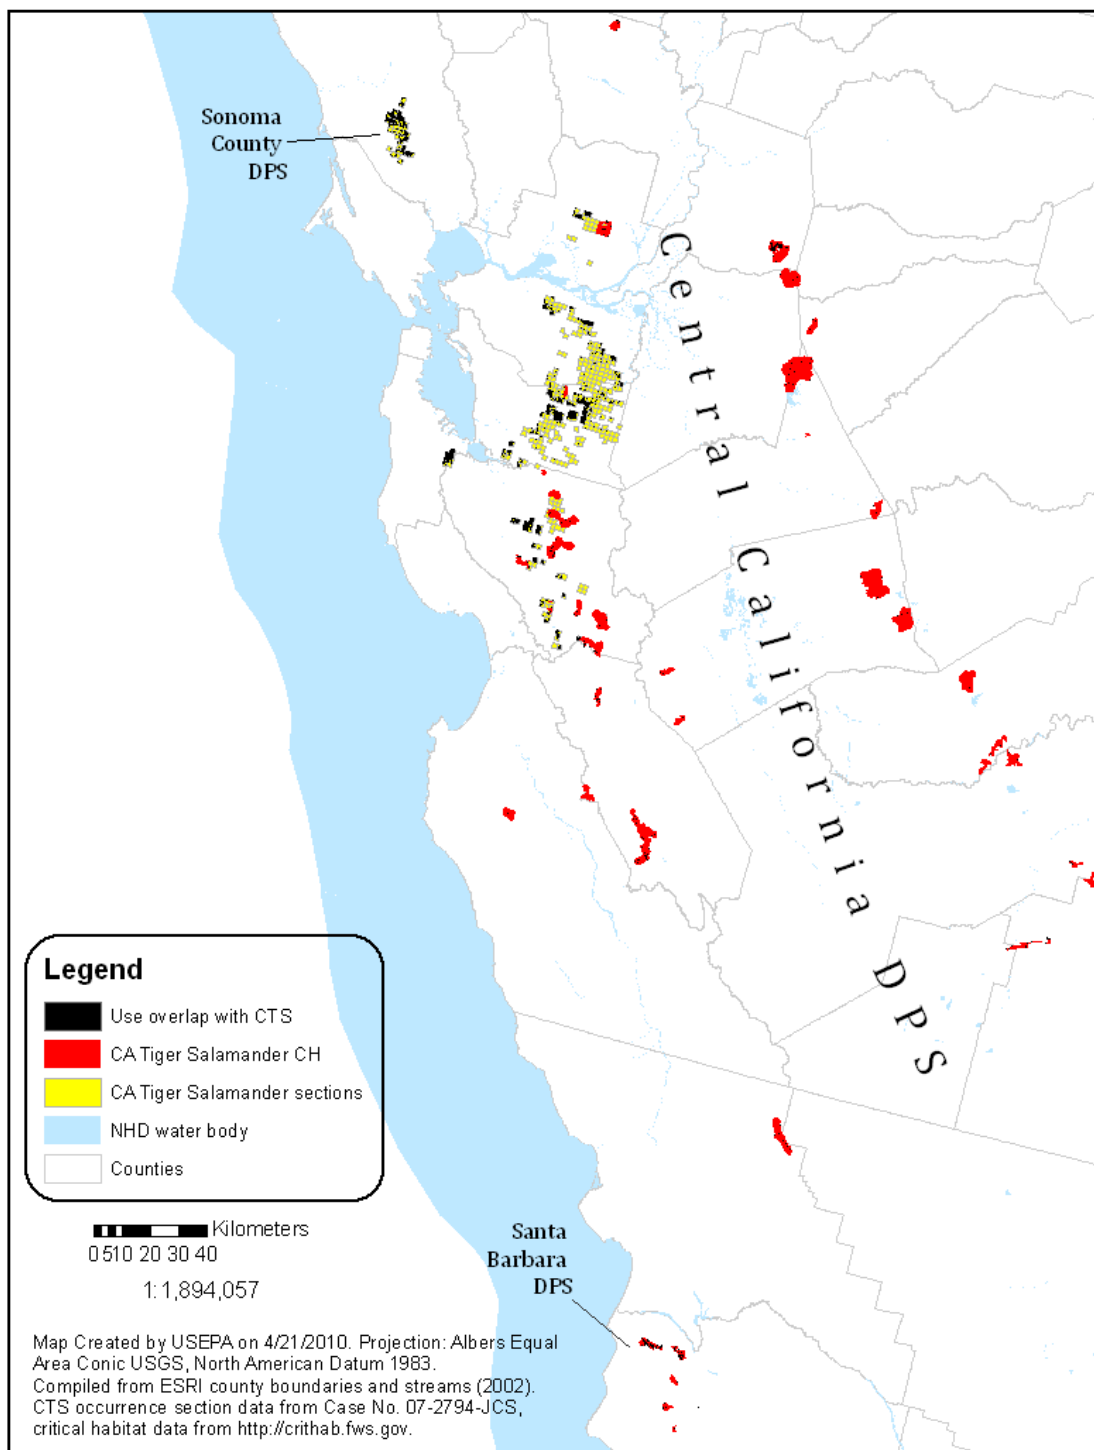 Sonoma
County
DPS
Central California DPS
Legend
Use overlap with CTS
CA Tiger Salamander CH
CA Tiger Salamander sections
NHD water body
Counties
Kilometers
0 5 10 20 30 40
1:1,894,057
Santa
Barbara
DPS
Map Created by USEPA on 4/21/2010. Projection: Albers Equal
Area Conic USGS, North American Datum 1983.
Compiled from ESRI county boundaries and streams (2002).
CTS occurrence section data from Case No. 07-2794-JCS,
critical habitat data from http://crithab.fws.gov.